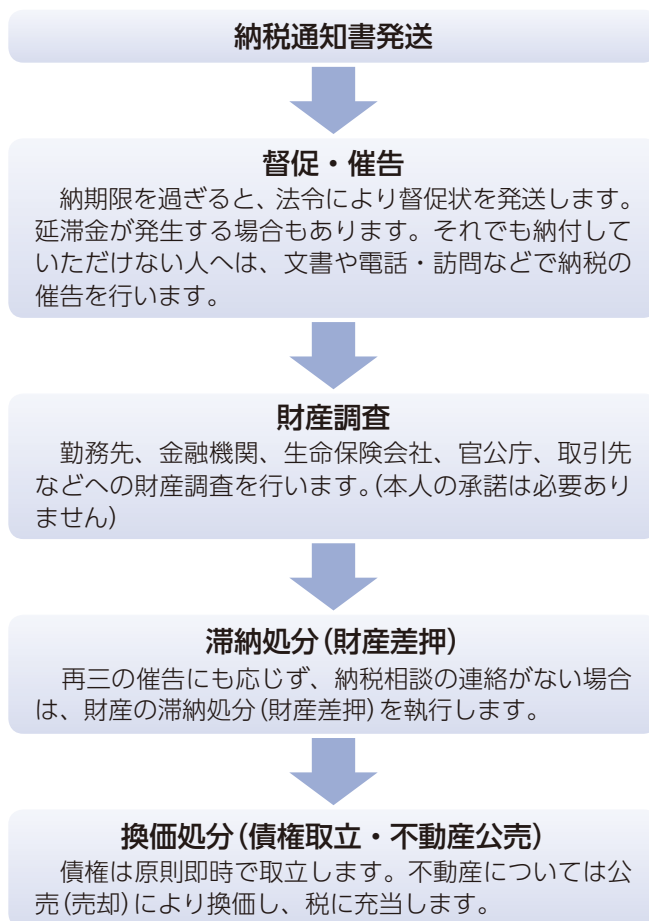 納税通知書発送
督促・催告
納期限を過ぎると、法令により督促状を発送します。
延滞金が発生する場合もあります。それでも納付して
いただけない人へは、文書や電話・訪問などで納税の
催告を行います。
財産調査
勤務先、金融機関、生命保険会社、官公庁、取引先
などへの財産調査を行います。(本人の承諾は必要あり
ません)
滞納処分(財産差押)
再三の催告にも応じず、納税相談の連絡がない場合
は、財産の滞納処分(財産差押)を執行します。
換価処分(債権取立・不動産公売)
債権は原則即時で取立します。不動産については公
売(売却)により換価し、税に充当します。